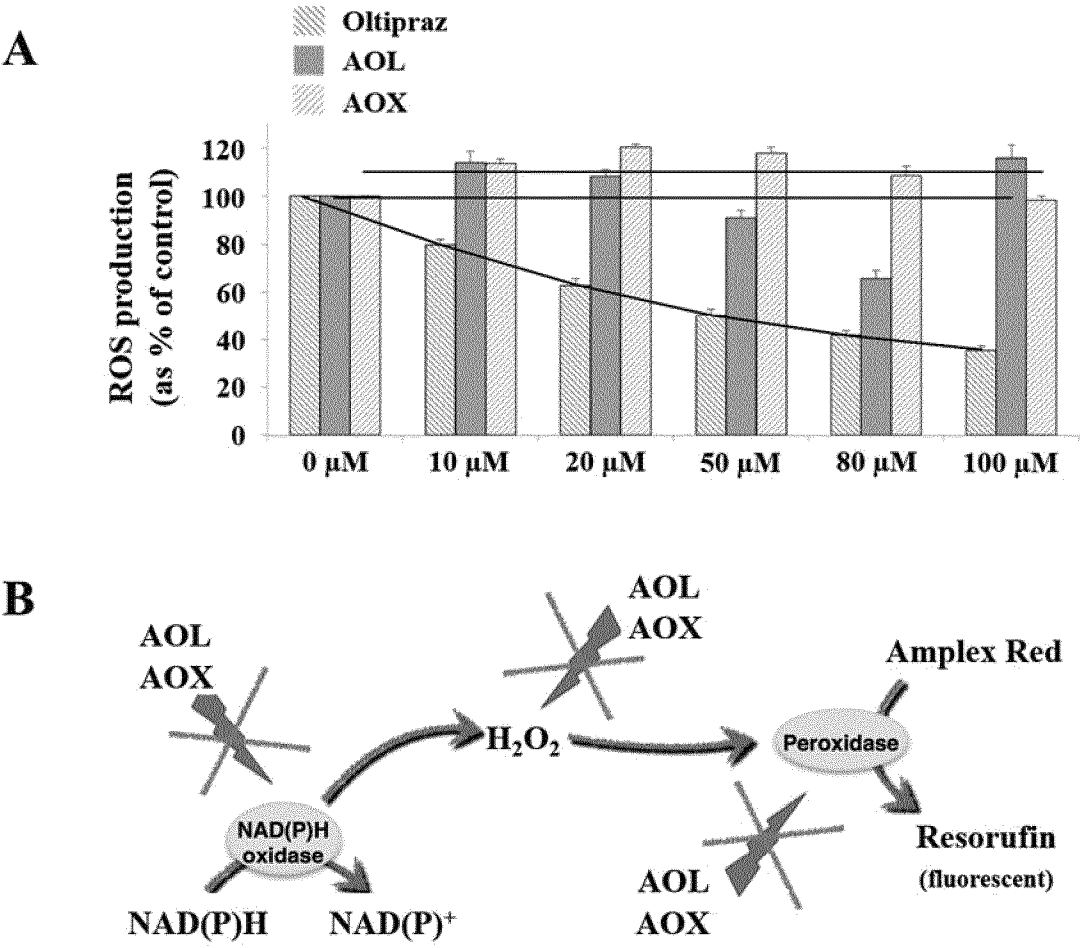 A
Oltipraz
AOL
AOX
ROS production
(as % of control)
120
100
80
60
40
20
0
0 µM 10 µM 20 µM 50 µM 80 µM 100 µM
B
AOL
AOX
AOL
AOX
Amplex Red
H₂O₂
Peroxidase
NAD(P)H
oxidase
Resorufin
(fluorescent)
AOL
AOX
NAD(P)H NAD(P)⁺